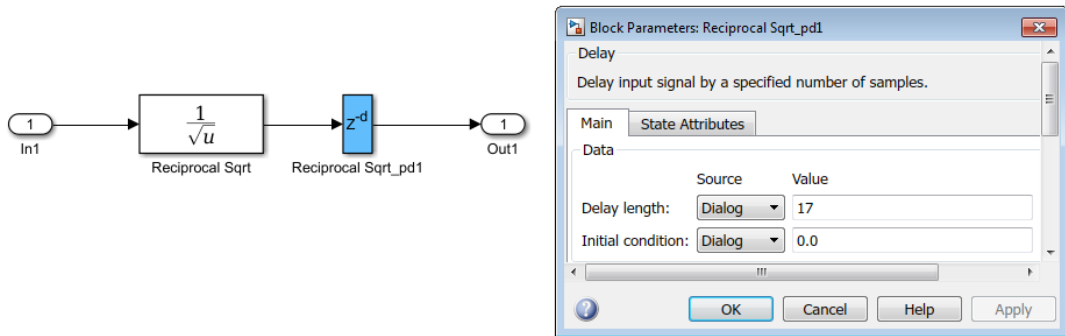 1
In1
1
√u
Reciprocal Sqrt
z-d
Reciprocal Sqrt_pd1
1
Out1
Block Parameters: Reciprocal Sqrt_pd1
Delay
Delay input signal by a specified number of samples.
Main State Attributes
Data
Source Value
Delay length: Dialog 17
Initial condition: Dialog 0.0
OK Cancel Help Apply